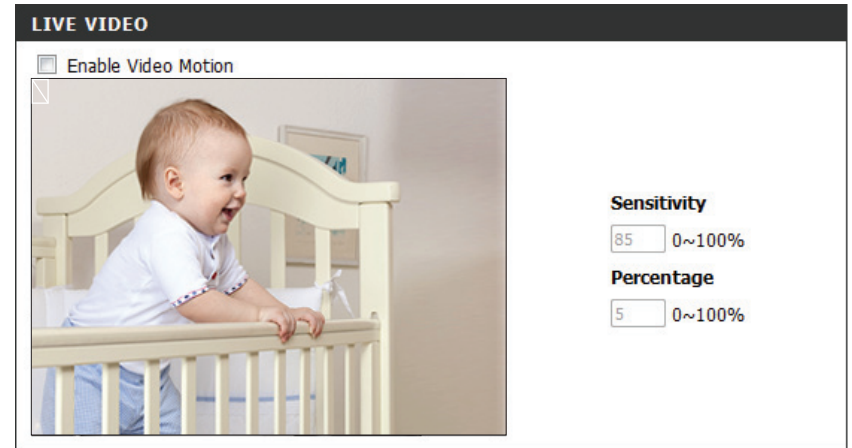 LIVE VIDEO
Enable Video Motion
Sensitivity
85 0~100%
Percentage
5 0~100%